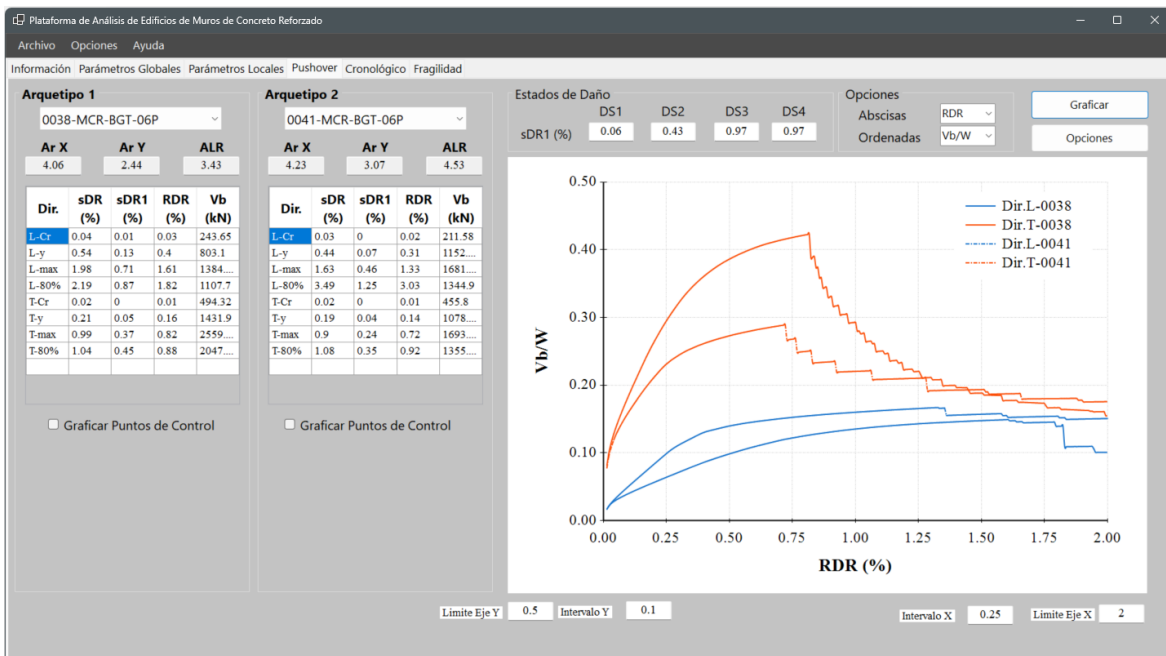 Plataforma de Análisis de Edificios de Muros de Concreto Reforzado
Archivo Opciones Ayuda
Información Parámetros Globales Parámetros Locales Pushover Cronológico Fragilidad
Arquetipo 1
0038-MCR-BGT-06P
Ar X Ar Y ALR
4.06 2.44 3.43
Dir. sDR (%) sDR1 (%) RDR (%) Vb (kN)
L-Cr 0.04 0.01 0.03 243.65
L-y 0.54 0.13 0.4 803.1
L-max 1.98 0.71 1.61 1384....
L-80% 2.19 0.87 1.82 1107.7
T-Cr 0.02 0 0.01 494.32
T-y 0.21 0.05 0.16 1431.9
T-max 0.99 0.37 0.82 2559....
T-80% 1.04 0.45 0.88 2047....
Graficar Puntos de Control
Arquetipo 2
0041-MCR-BGT-06P
Ar X Ar Y ALR
4.23 3.07 4.53
Dir. sDR (%) sDR1 (%) RDR (%) Vb (kN)
L-Cr 0.03 0 0.02 211.58
L-y 0.44 0.07 0.31 1152....
L-max 1.63 0.46 1.33 1681....
L-80% 3.49 1.25 3.03 1344.9
T-Cr 0.02 0 0.01 455.8
T-y 0.19 0.04 0.14 1078....
T-max 0.9 0.24 0.72 1693....
T-80% 1.08 0.35 0.92 1355....
Graficar Puntos de Control
Estados de Daño
DS1 DS2 DS3 DS4
sDR1 (%) 0.06 0.43 0.97 0.97
Opciones
Abscisas RDR
Ordenadas Vb/W
Graficar
Opciones
0.50
0.40
0.30
0.20
0.10
0.00
Vb/W
Dir.L-0038
Dir.T-0038
Dir.L-0041
Dir.T-0041
0.00 0.25 0.50 0.75 1.00 1.25 1.50 1.75 2.00
RDR (%)
Limite Eje Y 0.5 Intervalo Y 0.1
Intervalo X 0.25 Limite Eje X 2